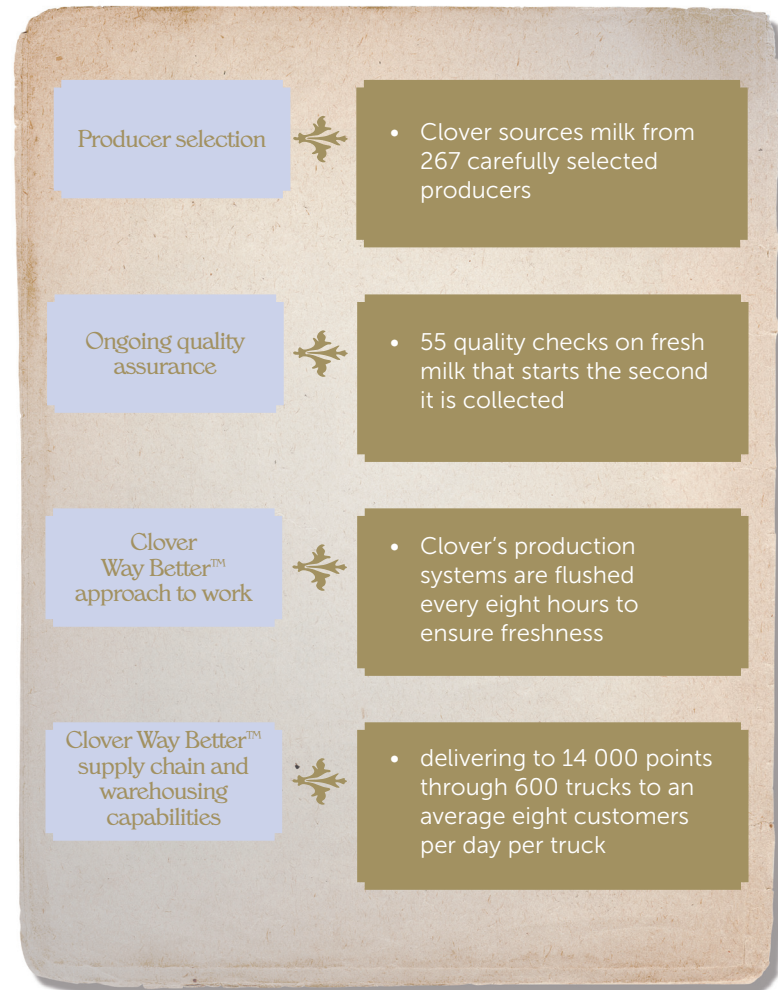 Producer selection
• Clover sources milk from
267 carefully selected
producers
Ongoing quality
assurance
• 55 quality checks on fresh
milk that starts the second
it is collected
Clover
Way Better™
approach to work
• Clover’s production
systems are flushed
every eight hours to
ensure freshness
Clover Way Better™
supply chain and
warehousing
capabilities
• delivering to 14 000 points
through 600 trucks to an
average eight customers
per day per truck